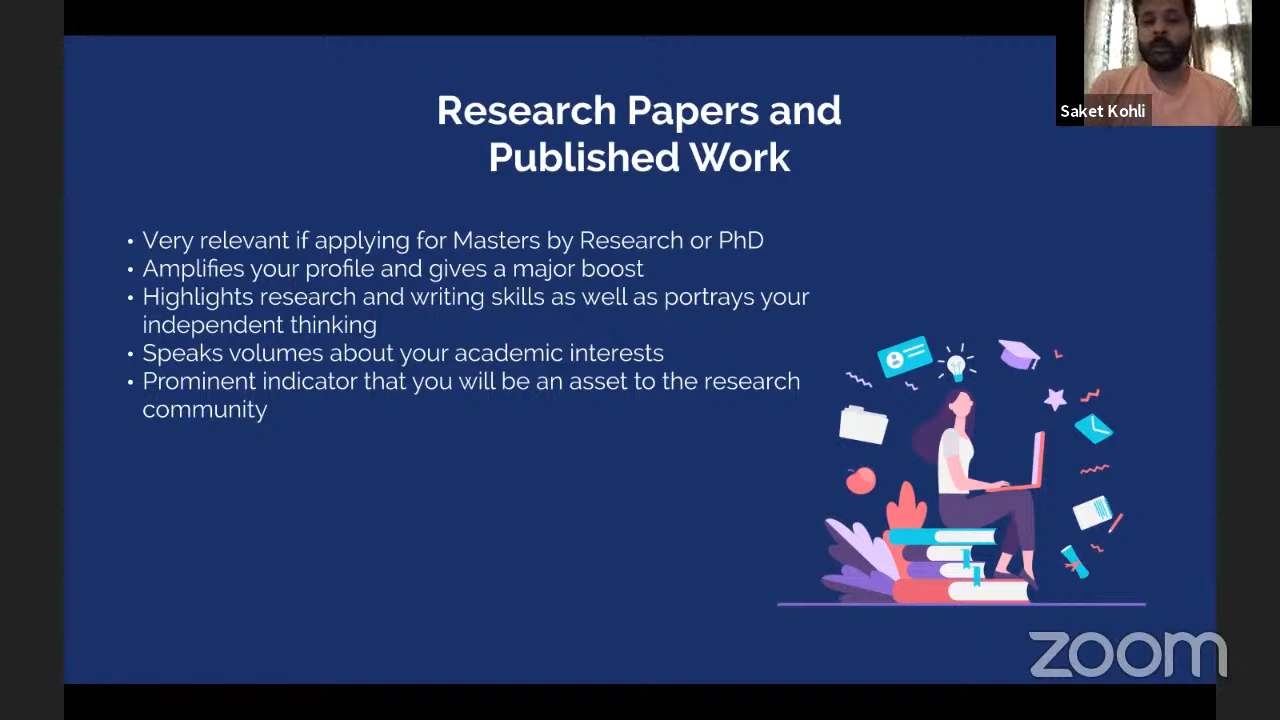 Research Papers and
Published Work
Saket Kohli
• Very relevant if applying for Masters by Research or PhD
• Amplifies your profile and gives a major boost
• Highlights research and writing skills as well as portrays your
independent thinking
• Speaks volumes about your academic interests
• Prominent indicator that you will be an asset to the research
community
zoom